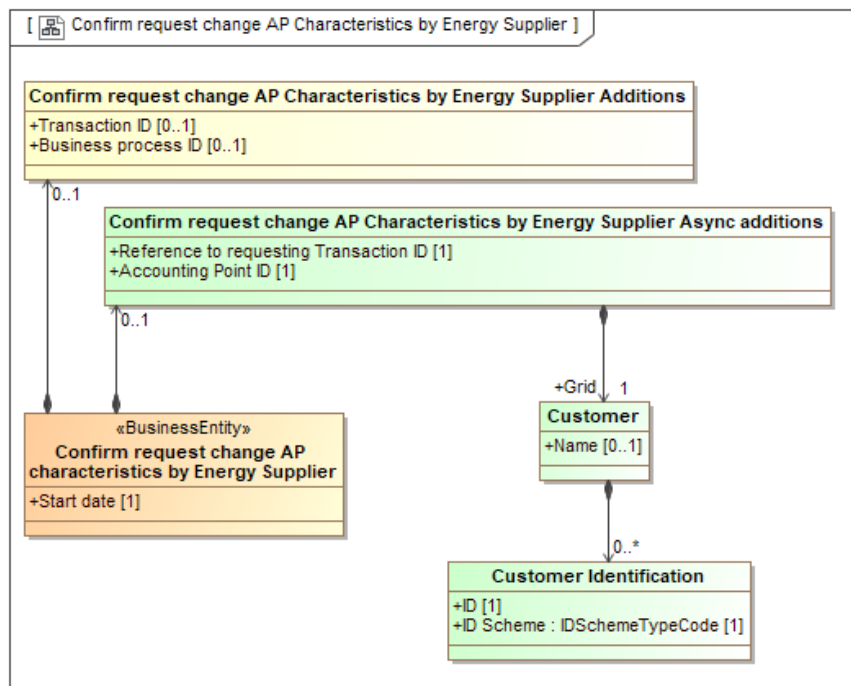 [ Confirm request change AP Characteristics by Energy Supplier ]
Confirm request change AP Characteristics by Energy Supplier Additions
+Transaction ID [0..1]
+Business process ID [0..1]
0..1
Confirm request change AP Characteristics by Energy Supplier Async additions
+Reference to requesting Transaction ID [1]
+Accounting Point ID [1]
0..1
+Grid 1
«BusinessEntity»
Confirm request change AP
characteristics by Energy Supplier
+Start date [1]
Customer
+Name [0..1]
0..*
Customer Identification
+ID [1]
+ID Scheme : IDSchemeTypeCode [1]